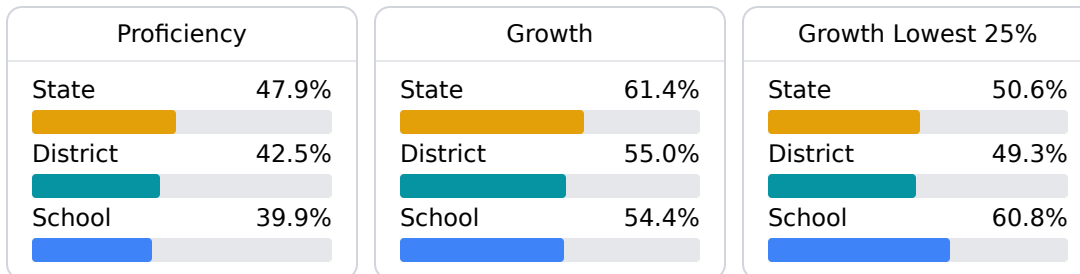 Proficiency
State 47.9%
District 42.5%
School 39.9%
Growth
State 61.4%
District 55.0%
School 54.4%
Growth Lowest 25%
State 50.6%
District 49.3%
School 60.8%